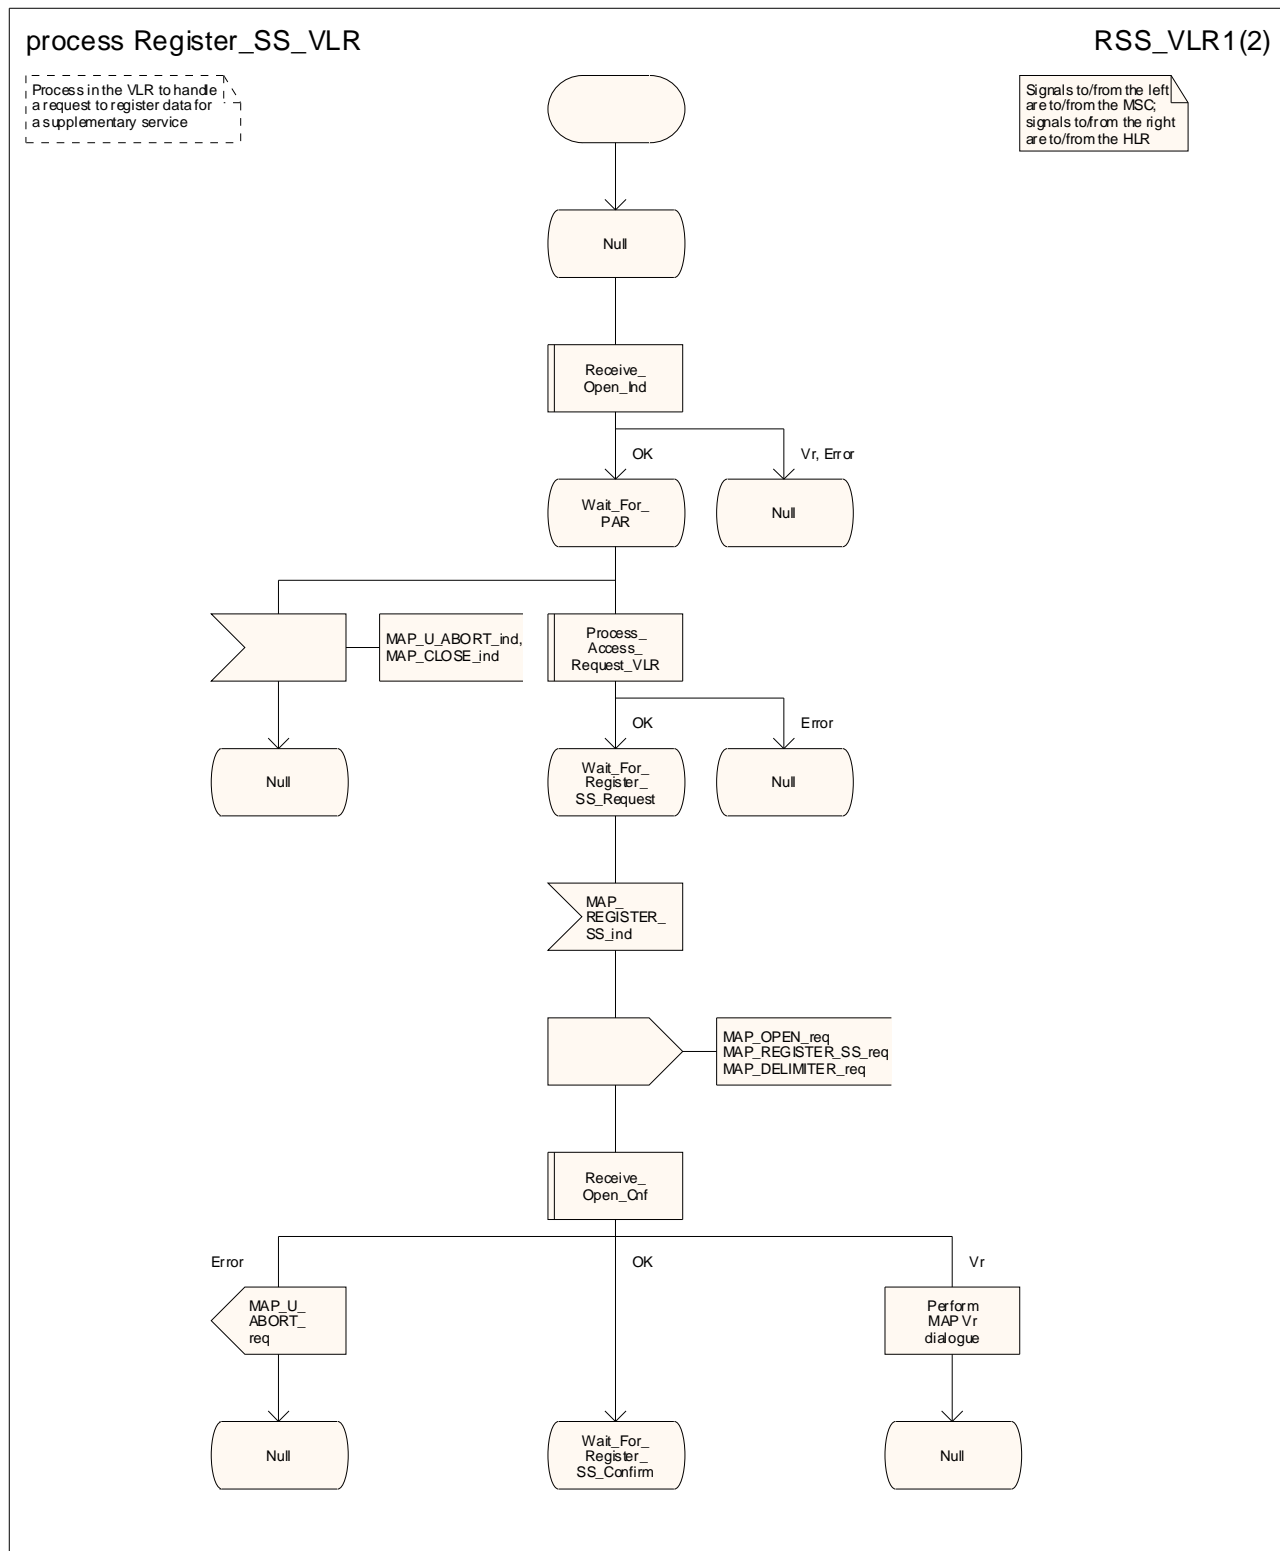 process Register_SS_VLR
RSS_VLR1(2)
Process in the VLR to handle
a request to register data for
a supplementary service
Signals to/from the left
are to/from the MSC;
signals to/from the right
are to/from the HLR
Null
Receive_
Open_Ind
OK
Vr, Error
Wait_For_
PAR
Null
MAP_U_ABORT_ind,
MAP_CLOSE_ind
Process_
Access_
Request_VLR
OK
Error
Null
Wait_For_
Register_
SS_Request
Null
MAP_
REGISTER_
SS_ind
MAP_OPEN_req
MAP_REGISTER_SS_req
MAP_DELIMITER_req
Receive_
Open_Cnf
Error
OK
Vr
MAP_U_
ABORT_
req
Perform
MAP Vr
dialogue
Null
Wait_For_
Register_
SS_Confirm
Null